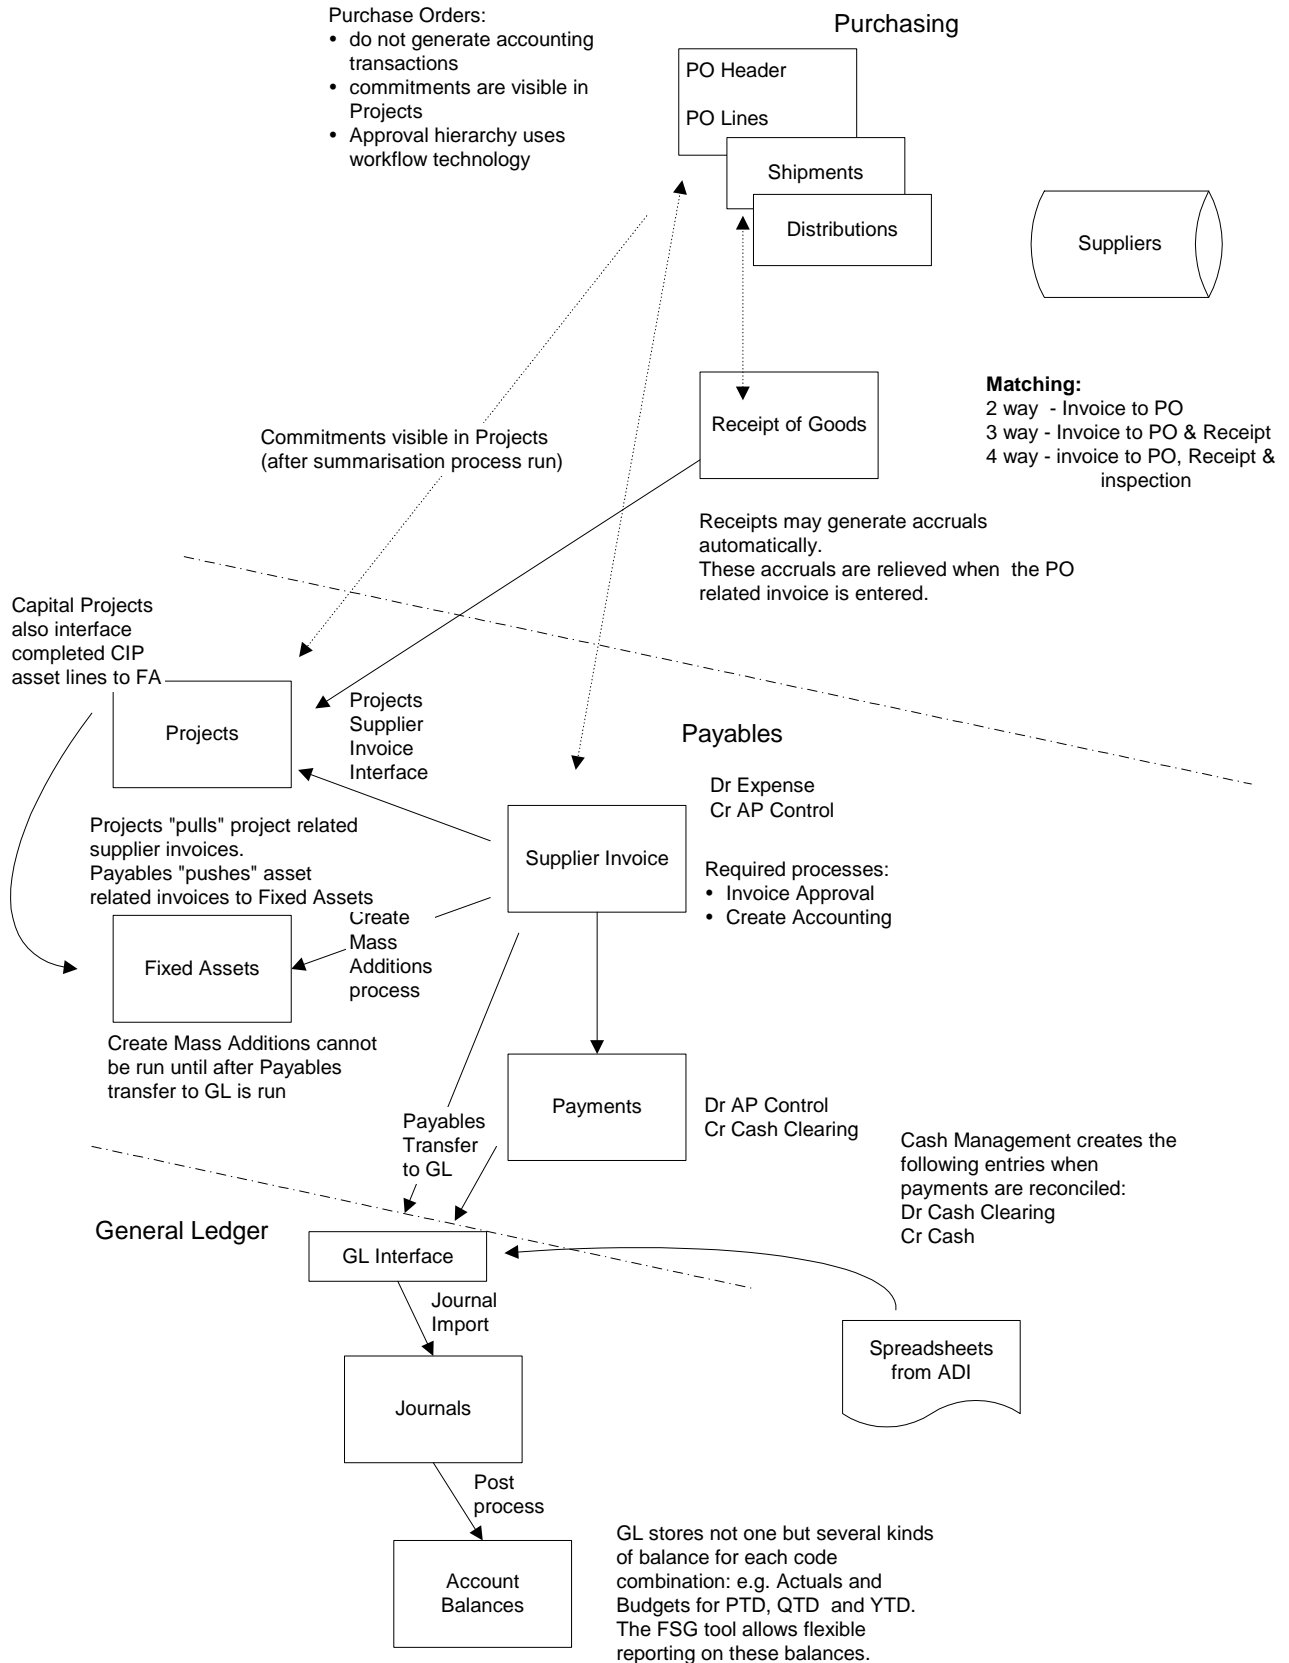 Purchase Orders:
• do not generate accounting
transactions
• commitments are visible in
Projects
• Approval hierarchy uses
workflow technology
Purchasing
PO Header
PO Lines
Shipments
Distributions
Suppliers
Receipt of Goods
Matching:
2 way - Invoice to PO
3 way - Invoice to PO & Receipt
4 way - invoice to PO, Receipt &
inspection
Commitments visible in Projects
(after summarisation process run)
Receipts may generate accruals
automatically.
These accruals are relieved when the PO
related invoice is entered.
Capital Projects
also interface
completed CIP
asset lines to FA
Projects
Projects
Supplier
Invoice
Interface
Payables
Dr Expense
Cr AP Control
Supplier Invoice
Required processes:
• Invoice Approval
• Create Accounting
Projects "pulls" project related
supplier invoices.
Payables "pushes" asset
related invoices to Fixed Assets
Create
Mass
Additions
process
Fixed Assets
Create Mass Additions cannot
be run until after Payables
transfer to GL is run
Payments
Dr AP Control
Cr Cash Clearing
Payables
Transfer
to GL
Cash Management creates the
following entries when
payments are reconciled:
Dr Cash Clearing
Cr Cash
General Ledger
GL Interface
Journal
Import
Spreadsheets
from ADI
Journals
Post
process
Account
Balances
GL stores not one but several kinds
of balance for each code
combination: e.g. Actuals and
Budgets for PTD, QTD and YTD.
The FSG tool allows flexible
reporting on these balances.